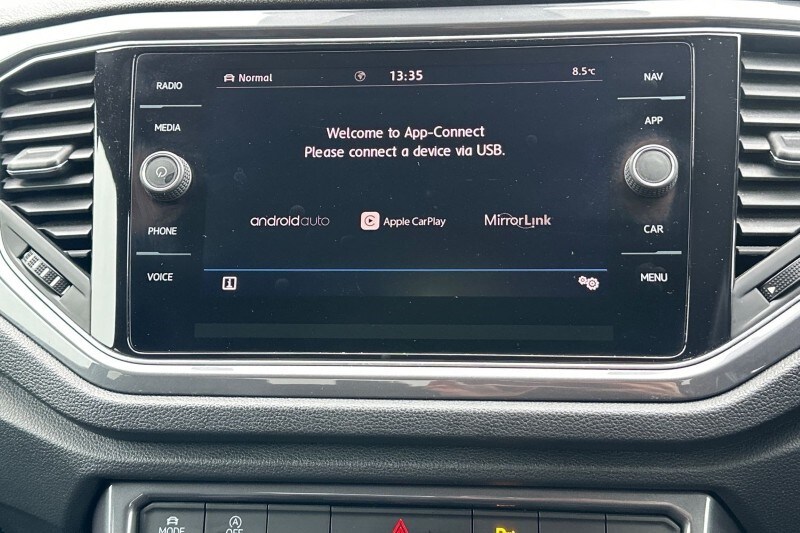 Normal
13:35
8.5°c
RADIO
MEDIA
PHONE
VOICE
Welcome to App-Connect
Please connect a device via USB.
androidauto
Apple CarPlay
MirrorLink
NAV
APP
CAR
MENU
MODE
A
OFF